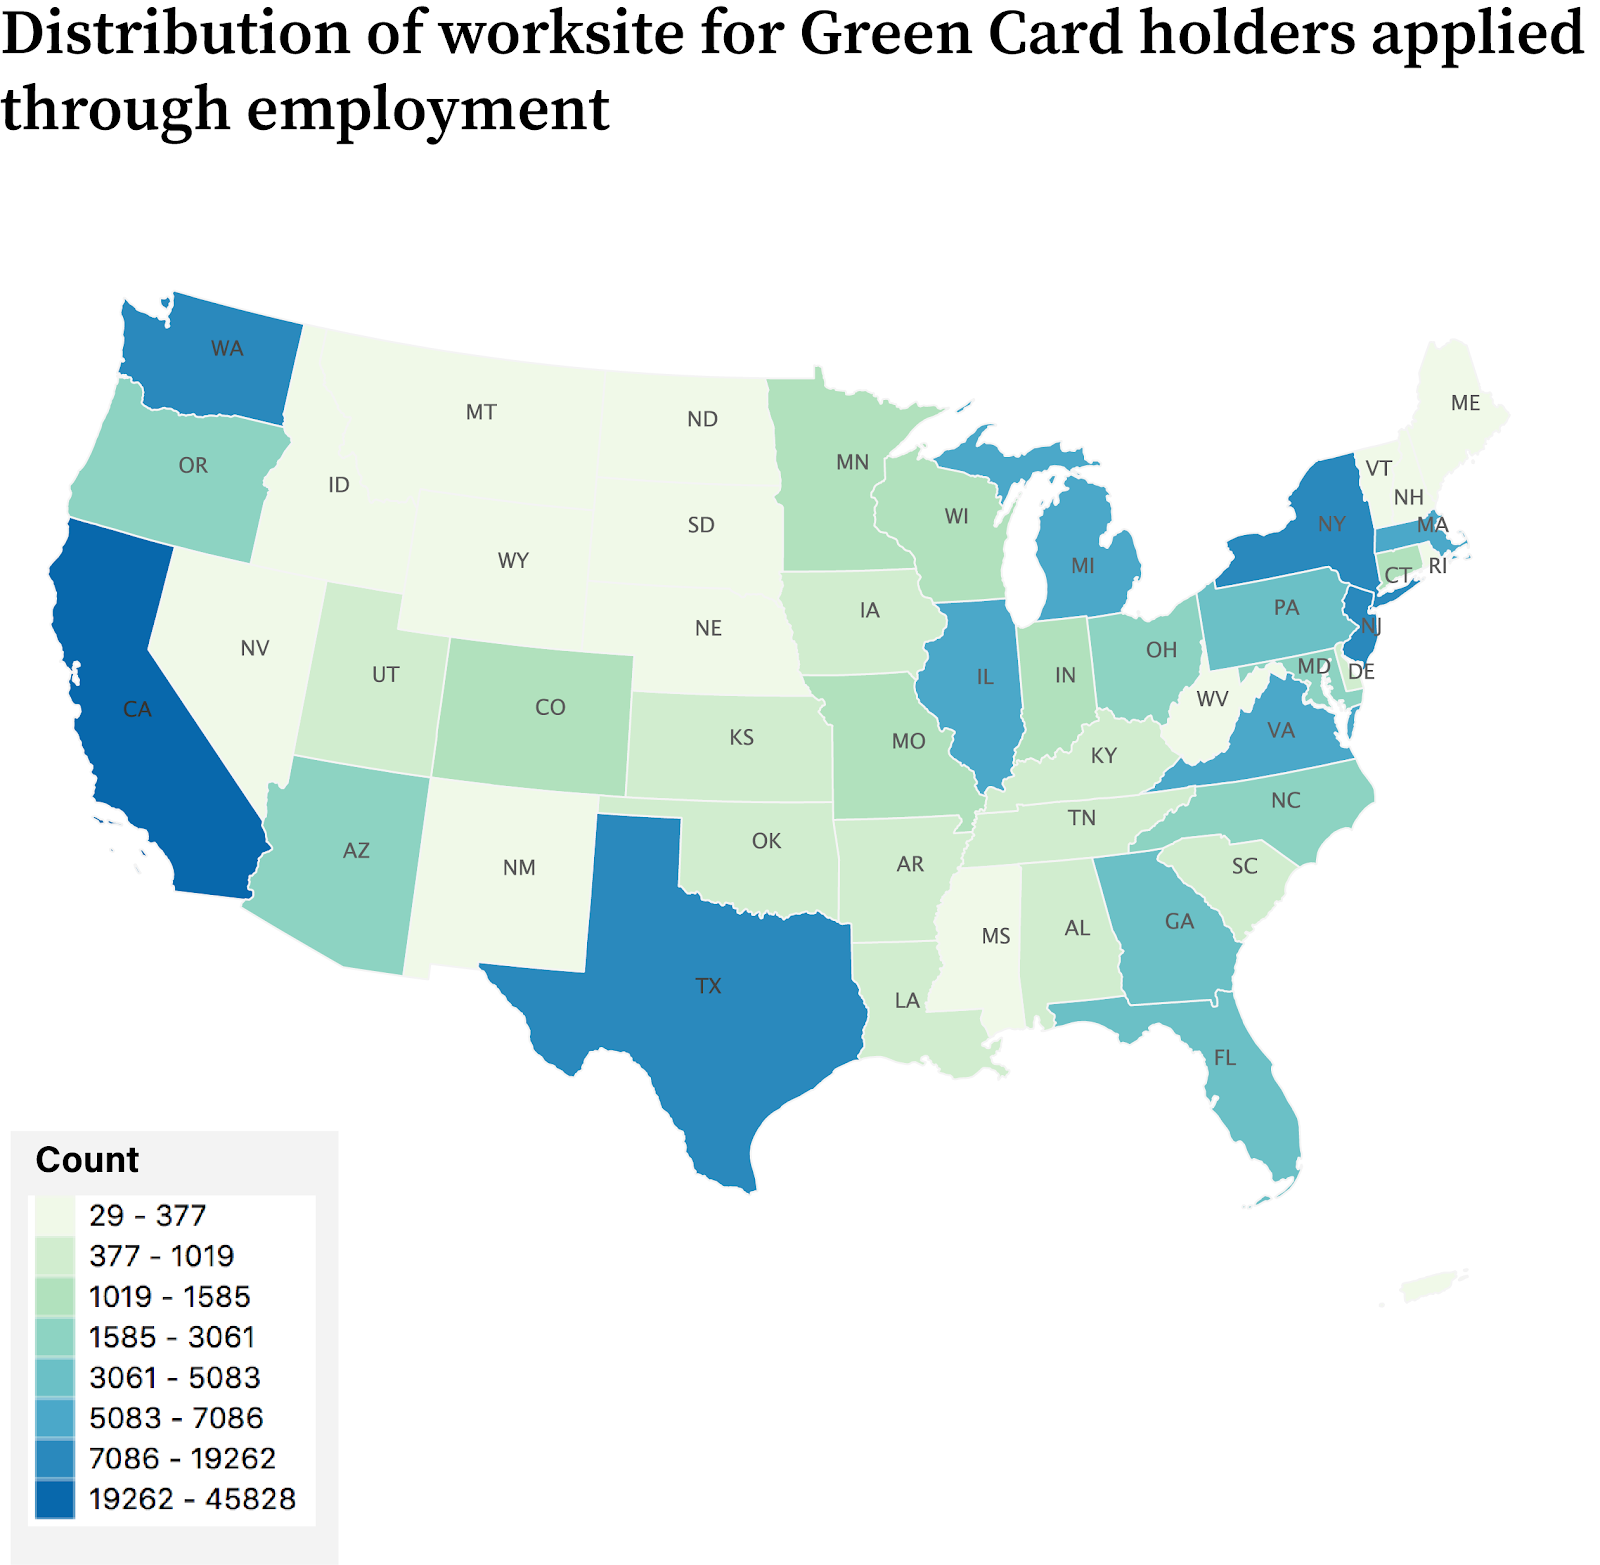 Distribution of worksite for Green Card holders applied
through employment
WA
MT
ND
ME
OR
MN
VT
ID
NH
WI
NY
MA
SD
WY
MI
RI
CT
IA
PA
NE
NJ
NV
OH
UT
IL
IN
MD
DE
CO
WV
CA
KS
MO
VA
KY
NC
TN
OK
AZ
NM
AR
SC
GA
MS
AL
TX
LA
FL
Count
29 - 377
377 - 1019
1019 - 1585
1585 - 3061
3061 - 5083
5083 - 7086
7086 - 19262
19262 - 45828